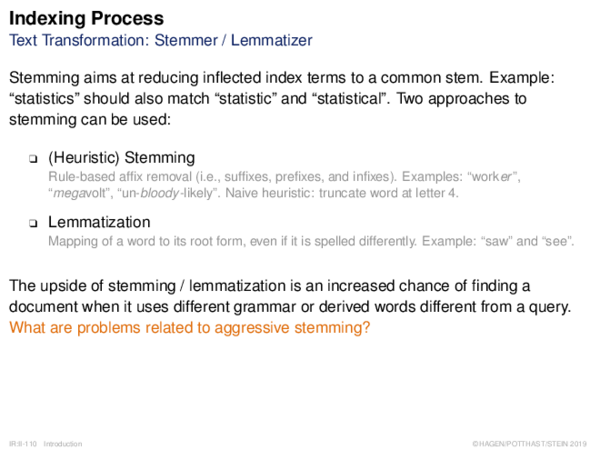 Indexing Process
Text Transformation: Stemmer / Lemmatizer
Stemming aims at reducing inflected index terms to a common stem. Example:
“statistics” should also match “statistic” and “statistical”. Two approaches to
stemming can be used:
❑ (Heuristic) Stemming
Rule-based affix removal (i.e., suffixes, prefixes, and infixes). Examples: “worker”,
“megavolt”, “un-bloody-likely”. Naive heuristic: truncate word at letter 4.
❑ Lemmatization
Mapping of a word to its root form, even if it is spelled differently. Example: “saw” and “see”.
The upside of stemming / lemmatization is an increased chance of finding a
document when it uses different grammar or derived words different from a query.
What are problems related to aggressive stemming?
IR:II-110 Introduction ©HAGEN/POTTHAST/STEIN 2019